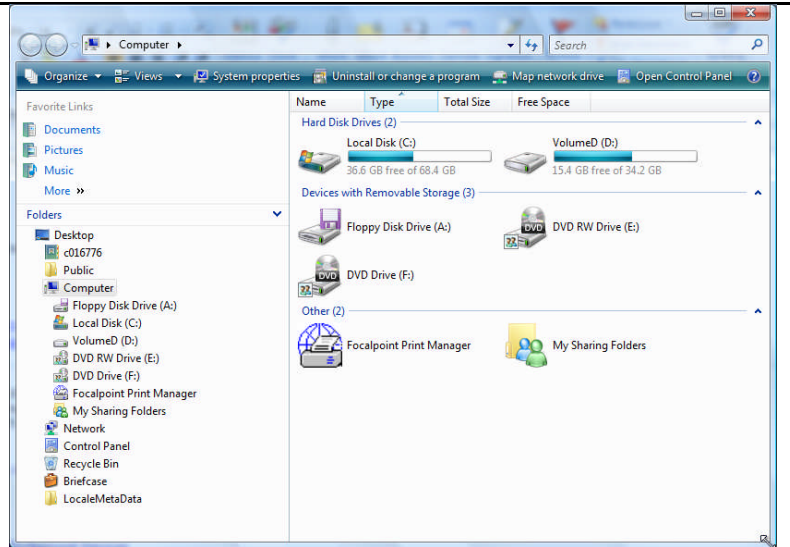 Computer
Search
Organize Views System properties Uninstall or change a program Map network drive Open Control Panel
Favorite Links
Documents
Pictures
Music
More »
Folders
Desktop
c016776
Public
Computer
Floppy Disk Drive (A:)
Local Disk (C:)
VolumeD (D:)
DVD RW Drive (E:)
DVD Drive (F:)
Focalpoint Print Manager
My Sharing Folders
Network
Control Panel
Recycle Bin
Briefcase
LocaleMetaData
Name Type Total Size Free Space
Hard Disk Drives (2)
Local Disk (C:)
36.6 GB free of 68.4 GB
VolumeD (D:)
15.4 GB free of 34.2 GB
Devices with Removable Storage (3)
Floppy Disk Drive (A:)
DVD RW Drive (E:)
DVD Drive (F:)
Other (2)
Focalpoint Print Manager
My Sharing Folders